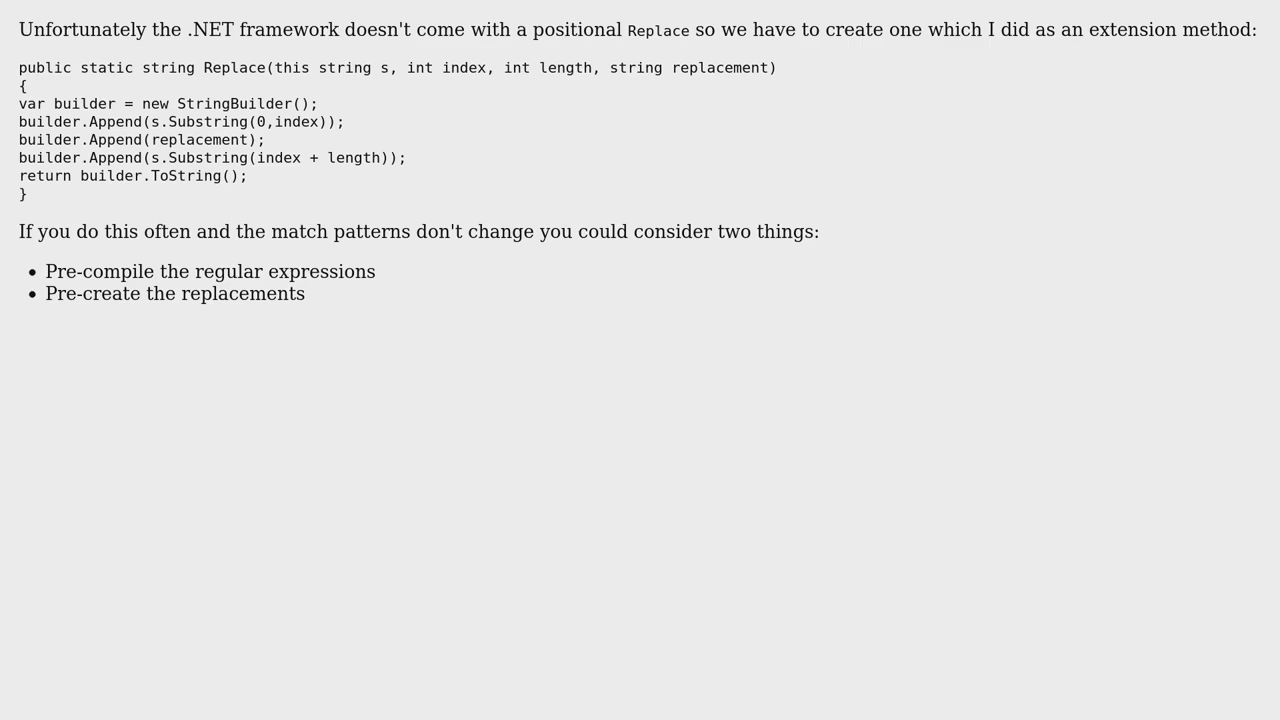 Unfortunately the .NET framework doesn't come with a positional Replace so we have to create one which I did as an extension method:
public static string Replace(this string s, int index, int length, string replacement)
{
var builder = new StringBuilder();
builder.Append(s.Substring(0,index));
builder.Append(replacement);
builder.Append(s.Substring(index + length));
return builder.ToString();
}
If you do this often and the match patterns don't change you could consider two things:
• Pre-compile the regular expressions
• Pre-create the replacements